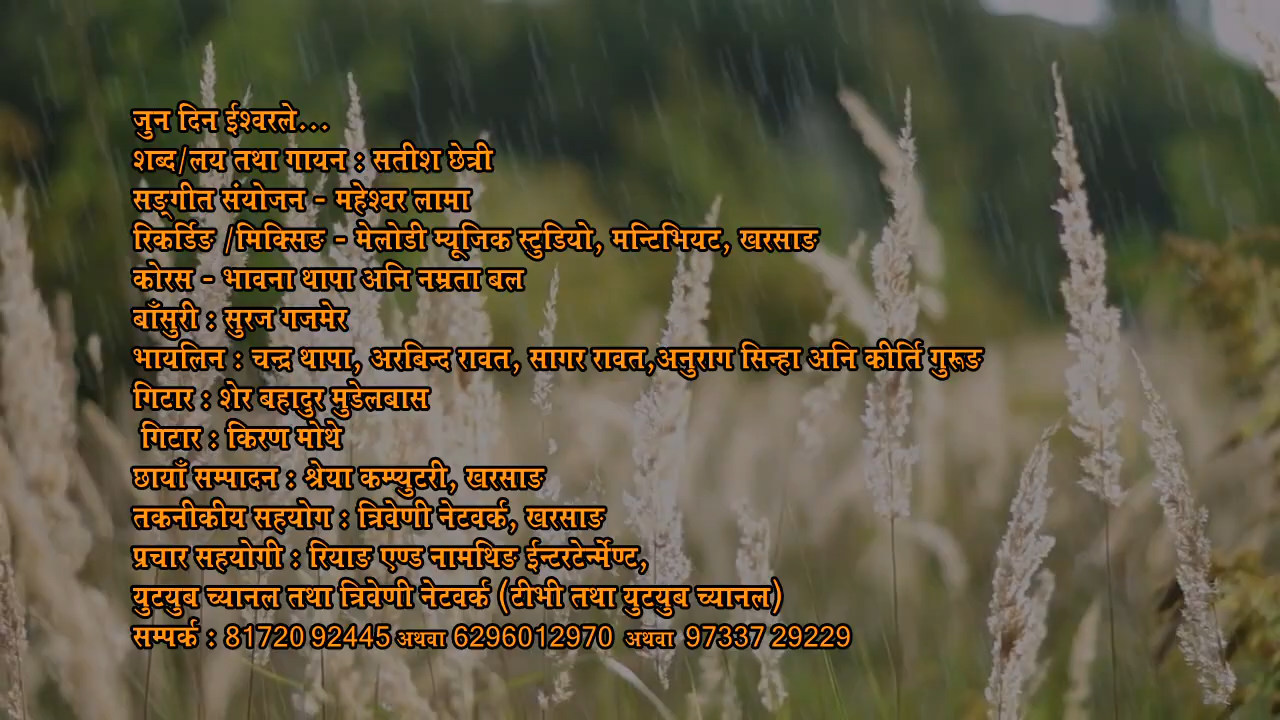 जुन दिन ईश्वरले...
शब्द/लय तथा गायन : सतीश छेत्री
सङ्गीत संयोजन - महेश्वर लामा
रिकर्डिङ /मिक्सिङ - मेलोडी म्यूजिक स्टुडियो, मन्टिभियट, खरसाङ
कोरस - भावना थापा अनि नम्रता बल
बाँसुरी : सुरज गजमेर
भायलिन : चन्द्र थापा, अरबिन्द रावत, सागर रावत,अनुराग सिन्हा अनि कीर्ति गुरूङ
गिटार : शेर बहादुर मुडेलबास
गिटार : किरण मोथे
छायाँ सम्पादन : श्रेया कम्प्युटरी, खरसाङ
तकनीकीय सहयोग : त्रिवेणी नेटवर्क, खरसाङ
प्रचार सहयोगी : रियाङ एण्ड नामथिङ ईन्टरटेर्न्मेण्ट,
युटयुब च्यानल तथा त्रिवेणी नेटवर्क (टीभी तथा युटयुब च्यानल)
सम्पर्क : 81720 92445 अथवा 6296012970 अथवा 97337 29229